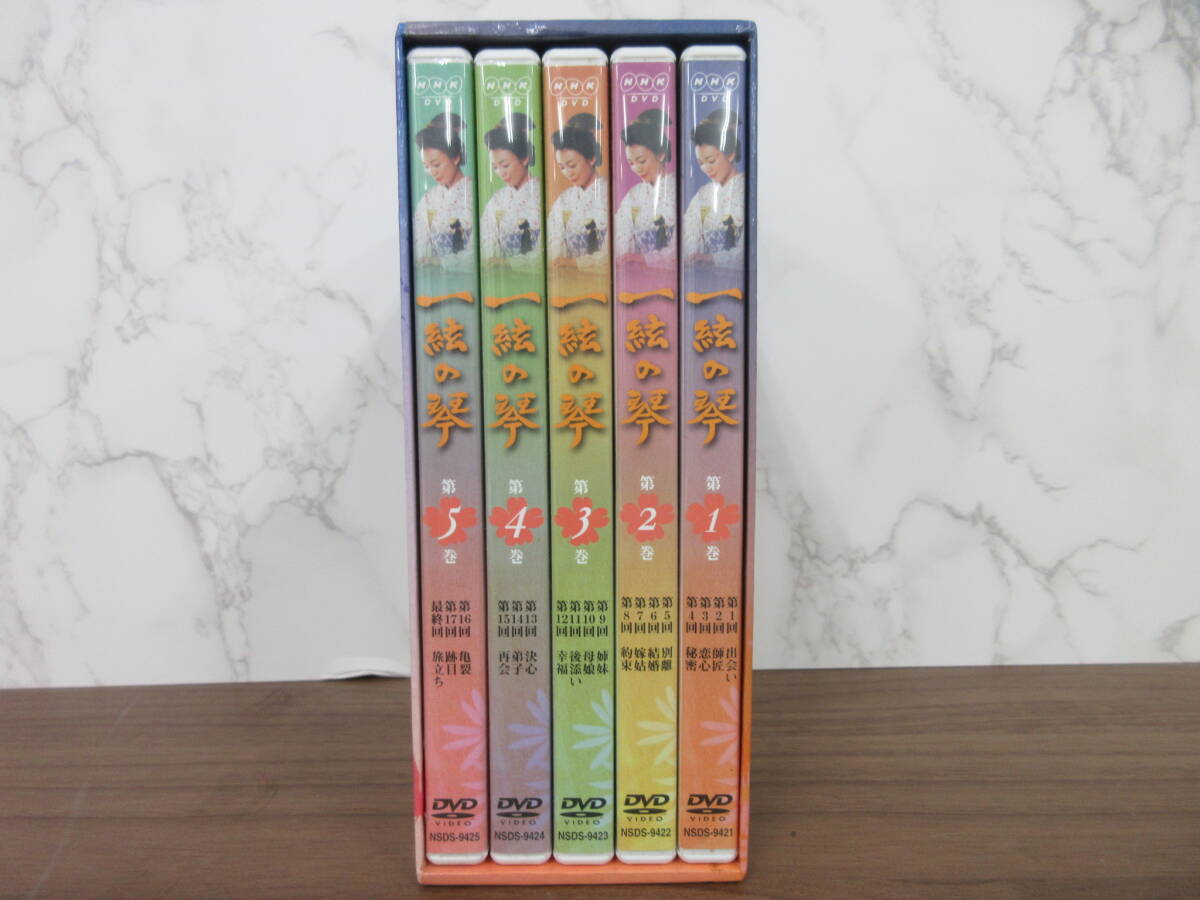 NHK
DVD
一絃の琴
第
5
巻
第16回 亀裂
第17回 跡目
最終回 旅立ち
DVD
VIDEO
NSDS-9425
NHK
DVD
一絃の琴
第
4
巻
第13回 決心
第14回 弟子
第15回 再会
DVD
VIDEO
NSDS-9424
NHK
DVD
一絃の琴
第
3
巻
第9回 姉妹
第10回 母娘
第11回 後添い
第12回 幸福
DVD
VIDEO
NSDS-9423
NHK
DVD
一絃の琴
第
2
巻
第5回 別離
第6回 結婚
第7回 嫁姑
第8回 約束
DVD
VIDEO
NSDS-9422
NHK
DVD
一絃の琴
第
1
巻
第1回 出会い
第2回 師匠
第3回 恋心
第4回 秘密
DVD
VIDEO
NSDS-9421